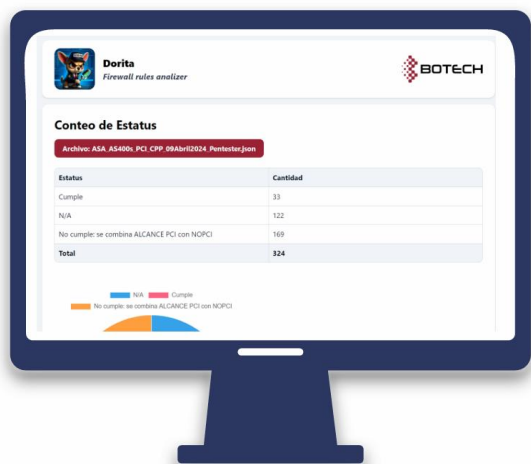 Dorita
Firewall rules analizer
BOTECH
Conteo de Estatus
Archivo: ASA_AS400s_PCI_CPP_09Abril2024_Pentester.json
Estatus Cantidad
Cumple 33
N/A 122
No cumple: se combina ALCANCE PCI con NOPCI 169
Total 324
N/A Cumple
No cumple: se combina ALCANCE PCI con NOPCI